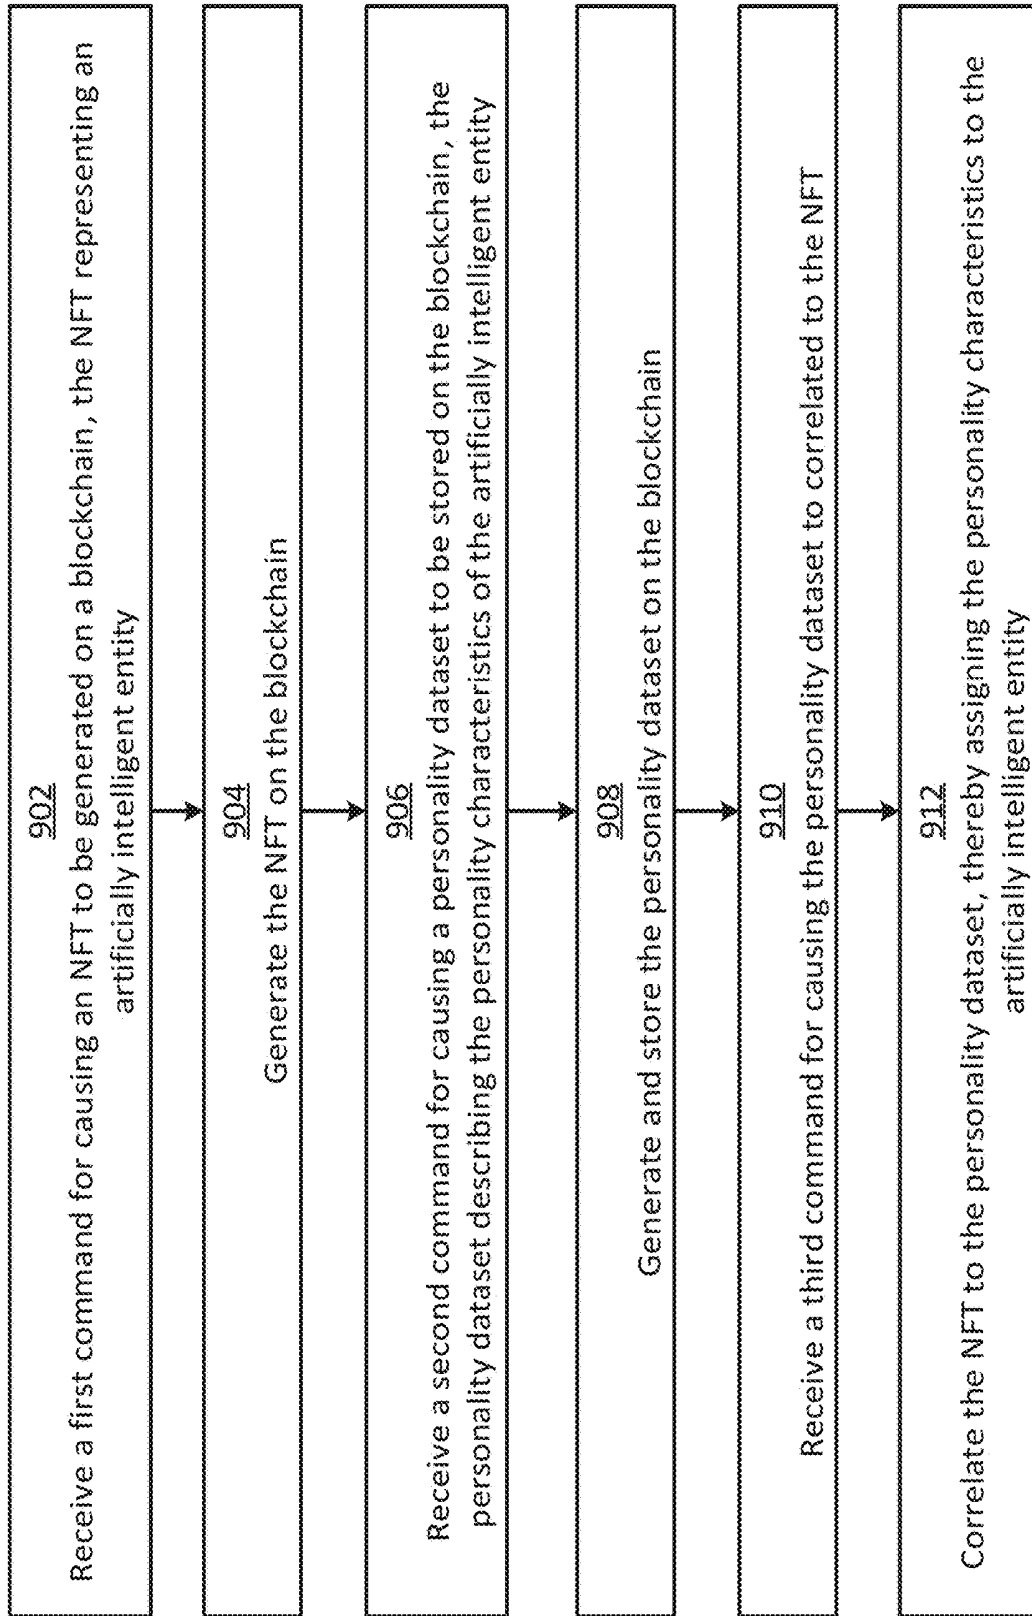 902
Receive a first command for causing an NFT to be generated on a blockchain, the NFT representing an
artificially intelligent entity
904
Generate the NFT on the blockchain
906
Receive a second command for causing a personality dataset to be stored on the blockchain, the
personality dataset describing the personality characteristics of the artificially intelligent entity
908
Generate and store the personality dataset on the blockchain
910
Receive a third command for causing the personality dataset to correlated to the NFT
912
Correlate the NFT to the personality dataset, thereby assigning the personality characteristics to the
artificially intelligent entity